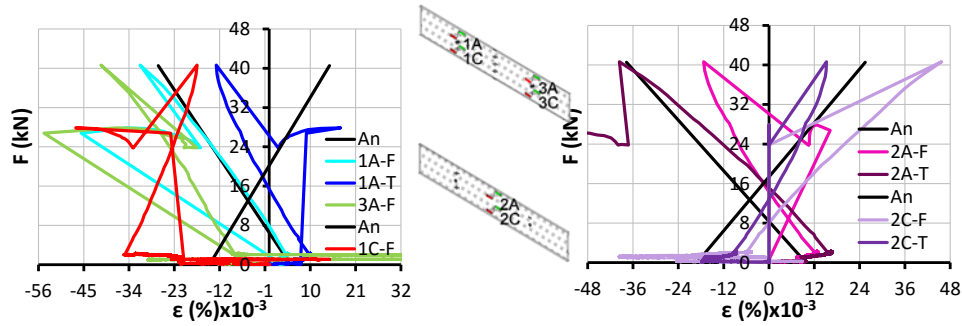 48
40
32
24
16
8
0
F (kN)
-56 -45 -34 -23 -12 -1 10 21 32
ε (%)x10⁻³
An
1A-F
1A-T
3A-F
An
1C-F
1A
1C
3A
3C
2A
2C
48
40
32
24
16
8
0
F (kN)
-48 -36 -24 -12 0 12 24 36 48
ε (%)x10⁻³
An
2A-F
2A-T
An
2C-F
2C-T